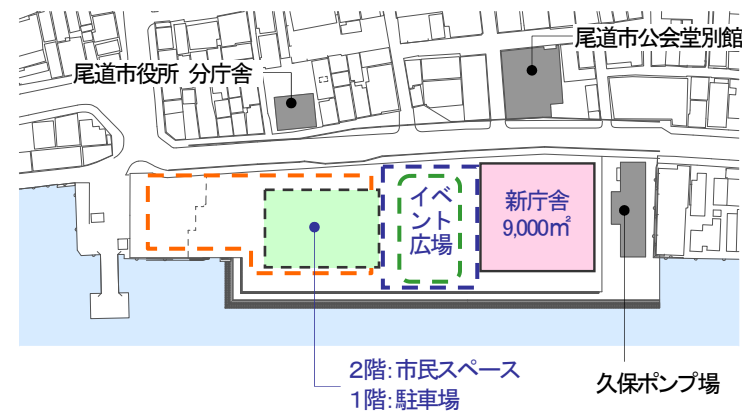 尾道市公会堂別館
尾道市役所 分庁舎
イベント広場
新庁舎
9,000㎡
2階:市民スペース
1階:駐車場
久保ポンプ場